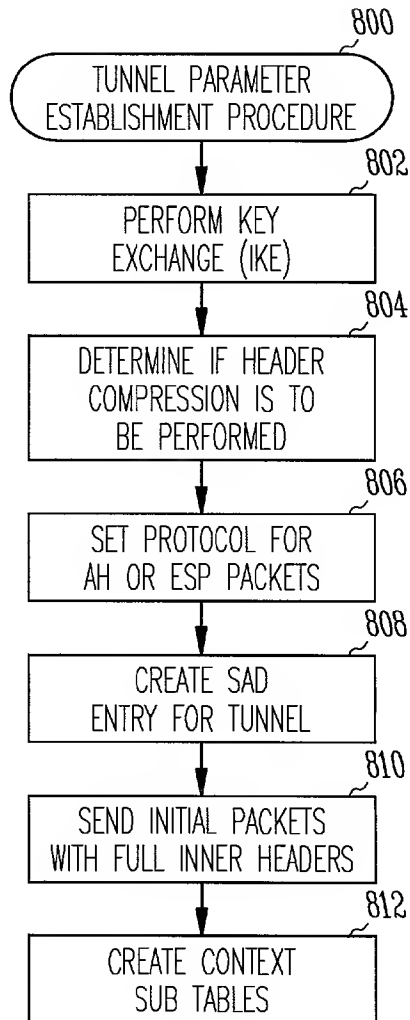 800
TUNNEL PARAMETER
ESTABLISHMENT PROCEDURE
802
PERFORM KEY
EXCHANGE (IKE)
804
DETERMINE IF HEADER
COMPRESSION IS TO
BE PERFORMED
806
SET PROTOCOL FOR
AH OR ESP PACKETS
808
CREATE SAD
ENTRY FOR TUNNEL
810
SEND INITIAL PACKETS
WITH FULL INNER HEADERS
812
CREATE CONTEXT
SUB TABLES